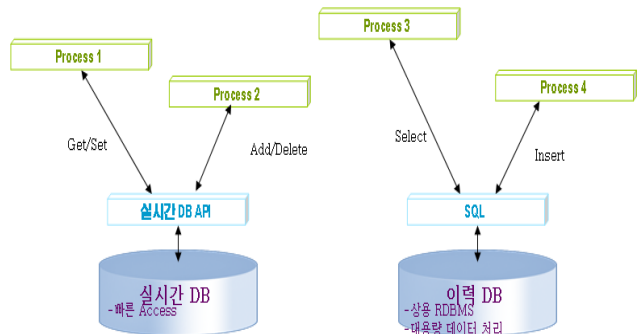 Process 1
Process 2
Get/Set
Add/Delete
실시간 DB API
실시간 DB
-빠른 Access
Process 3
Process 4
Select
Insert
SQL
이력 DB
-상용 RDBMS
-대용량 데이터 처리